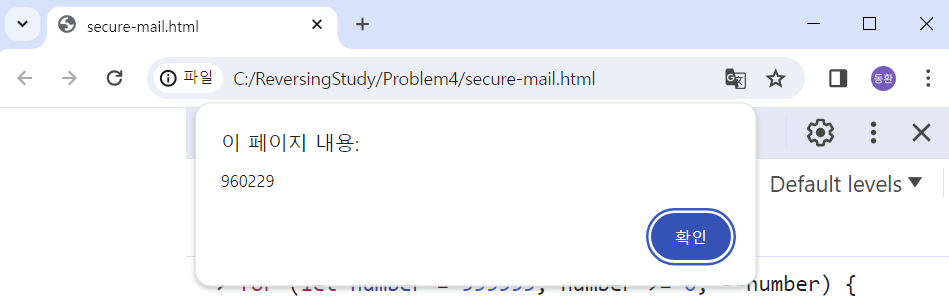 secure-mail.html
파일 C:/ReversingStudy/Problem4/secure-mail.html
동환
이 페이지 내용:
960229
확인
Default levels
for (let number = 999999; number >= 0; --number) {